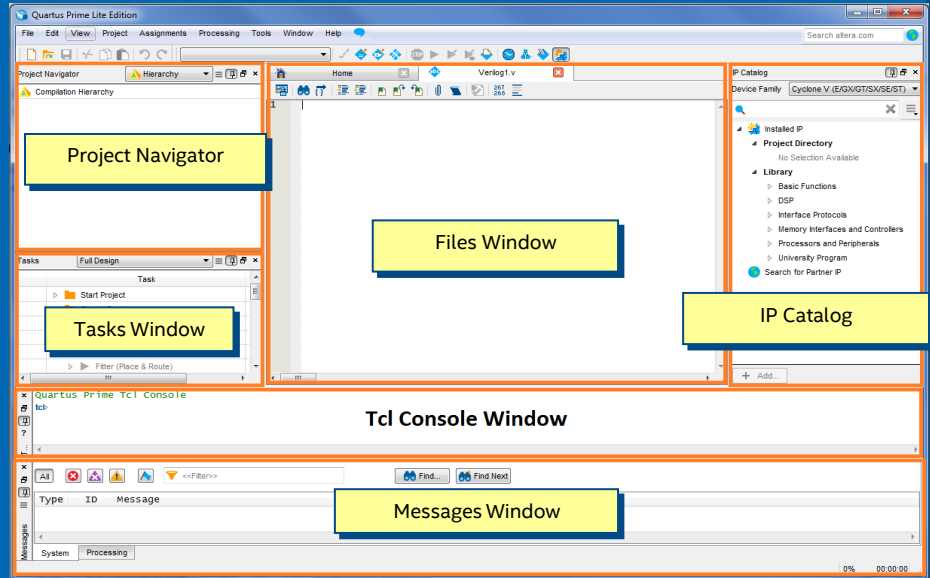 Quartus Prime Lite Edition
File Edit View Project Assignments Processing Tools Window Help
Search altera.com
Project Navigator Hierarchy
Compilation Hierarchy
Project Navigator
Tasks Full Design
Task
Start Project
Tasks Window
Fitter (Place & Route)
Home Verilog1.v
267
268
1
Files Window
IP Catalog
Device Family Cyclone V (E/GX/GT/SX/SE/ST)
Installed IP
Project Directory
No Selection Available
Library
Basic Functions
DSP
Interface Protocols
Memory Interfaces and Controllers
Processors and Peripherals
University Program
Search for Partner IP
IP Catalog
+ Add...
Quartus Prime Tcl Console
tcl>
Tcl Console Window
All <<Filter>> Find... Find Next
Type ID Message
Messages Window
Messages
System Processing
0% 00:00:00